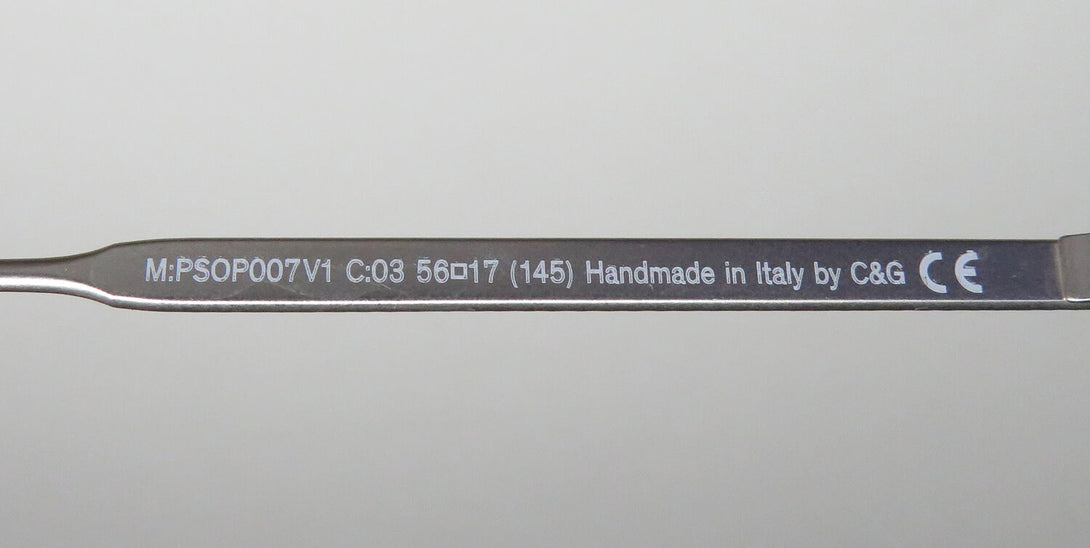 M:PSOP007V1 C:03 56□17 (145) Handmade in Italy by C&G CE